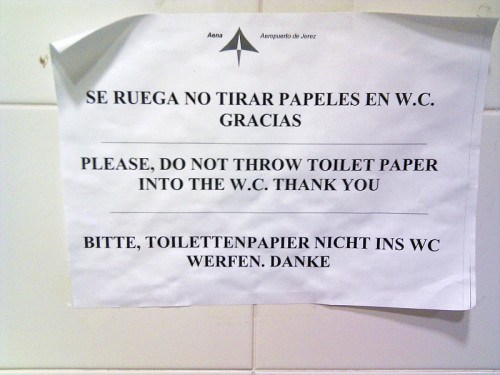 Aena Aeropuerto de Jerez
SE RUEGA NO TIRAR PAPELES EN W.C.
GRACIAS
PLEASE, DO NOT THROW TOILET PAPER
INTO THE W.C. THANK YOU
BITTE, TOILETTENPAPIER NICHT INS WC
WERFEN. DANKE